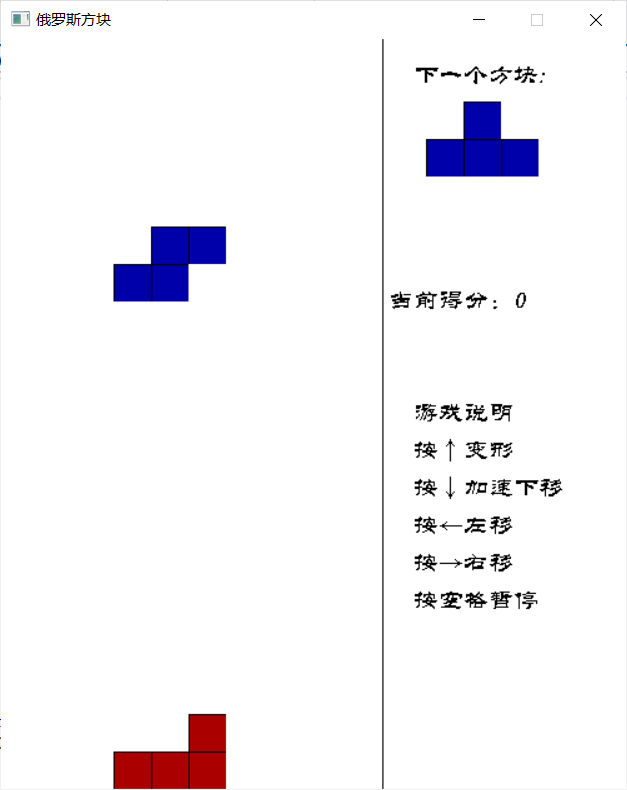 俄罗斯方块
下一个方块:
当前得分：0
游戏说明
按↑变形
按↓加速下移
按←左移
按→右移
按空格暂停